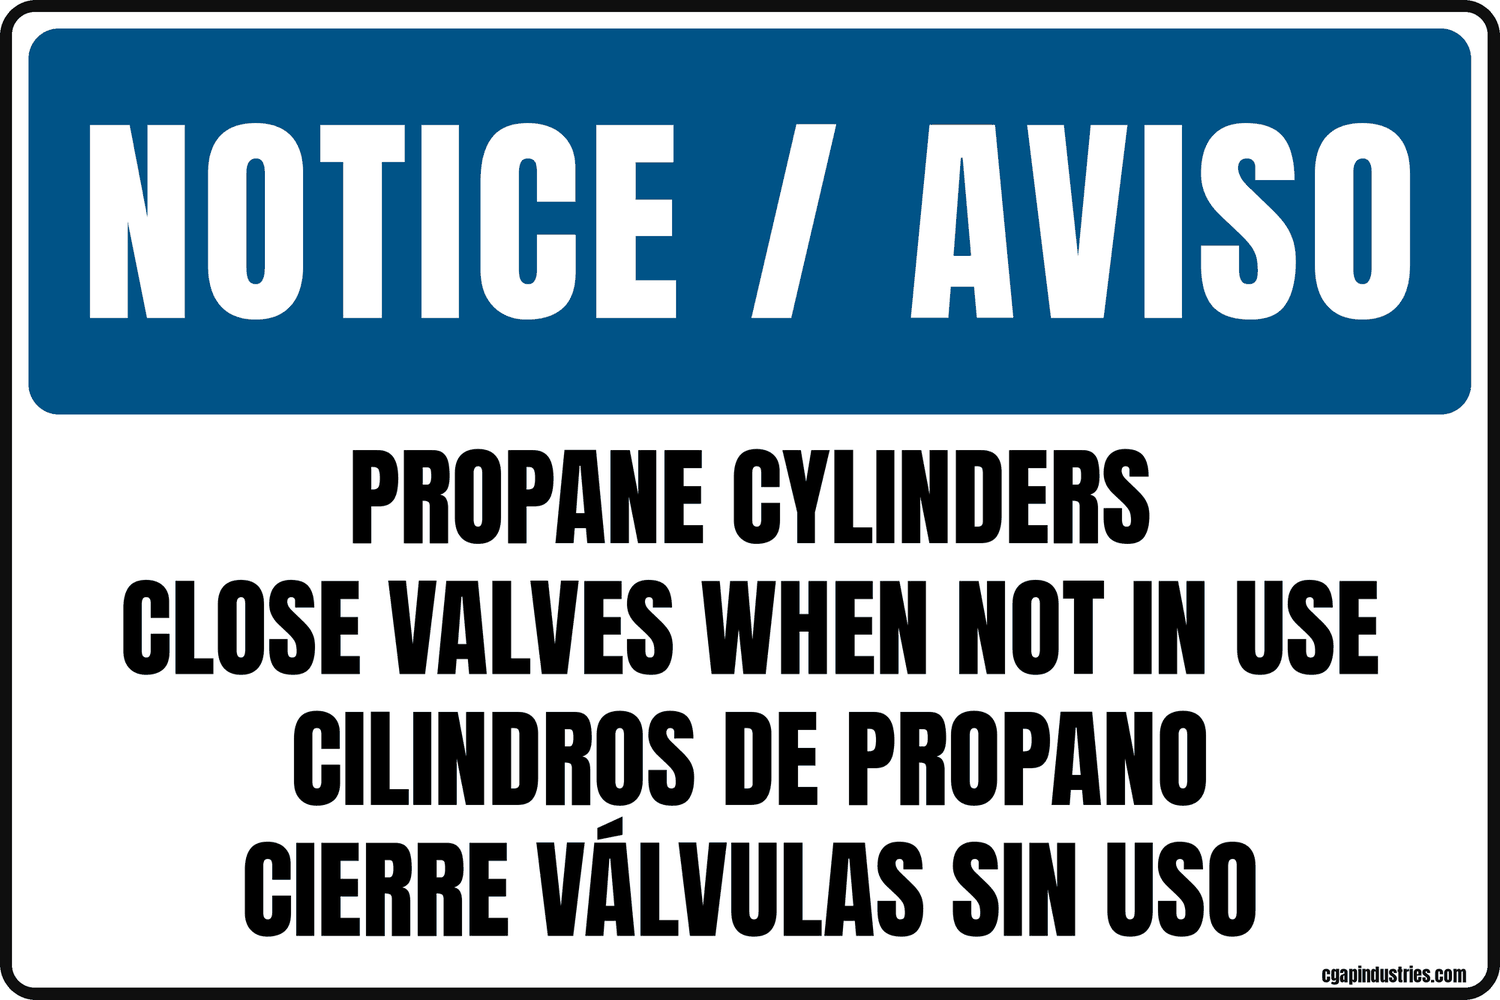 NOTICE / AVISO
PROPANE CYLINDERS
CLOSE VALVES WHEN NOT IN USE
CILINDROS DE PROPANO
CIERRE VÁLVULAS SIN USO
cgapindustries.com